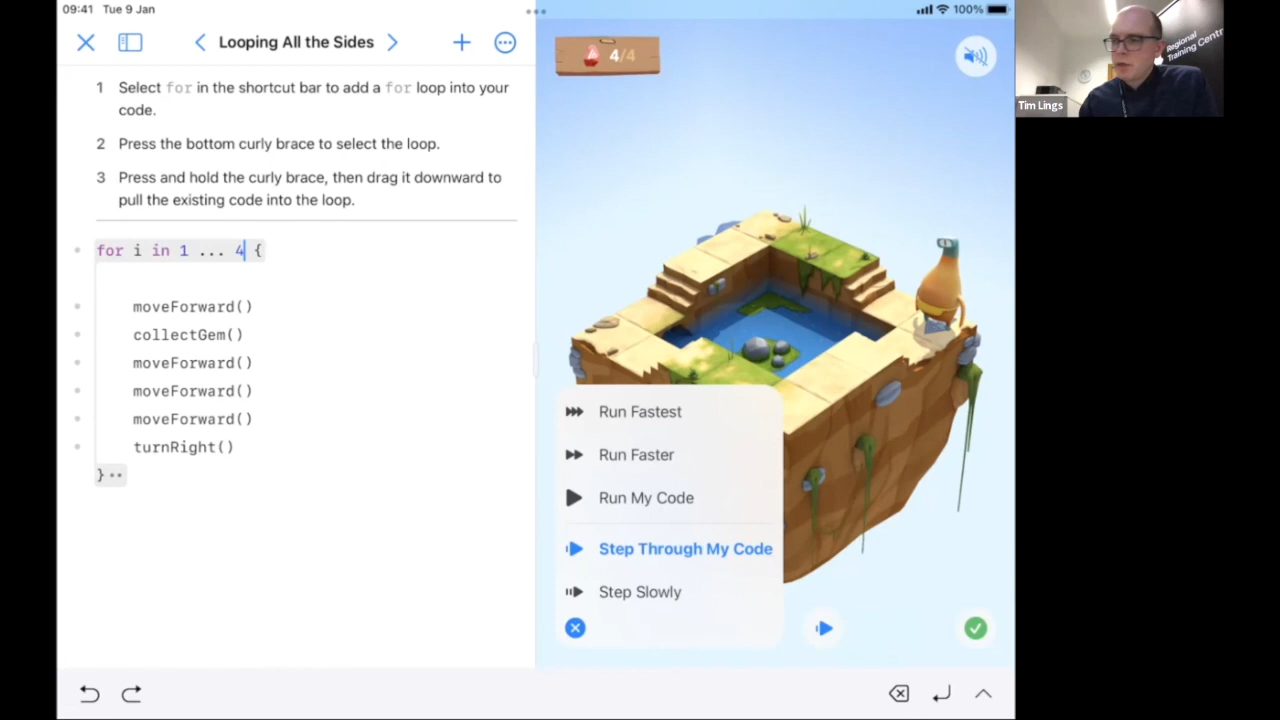 09:41 Tue 9 Jan
100%
Looping All the Sides
1 Select for in the shortcut bar to add a for loop into your
code.
2 Press the bottom curly brace to select the loop.
3 Press and hold the curly brace, then drag it downward to
pull the existing code into the loop.
for i in 1 ... 4 {
moveForward()
collectGem()
moveForward()
moveForward()
moveForward()
turnRight()
}
4/4
Run Fastest
Run Faster
Run My Code
Step Through My Code
Step Slowly
Regional
Training Centr
Tim Lings